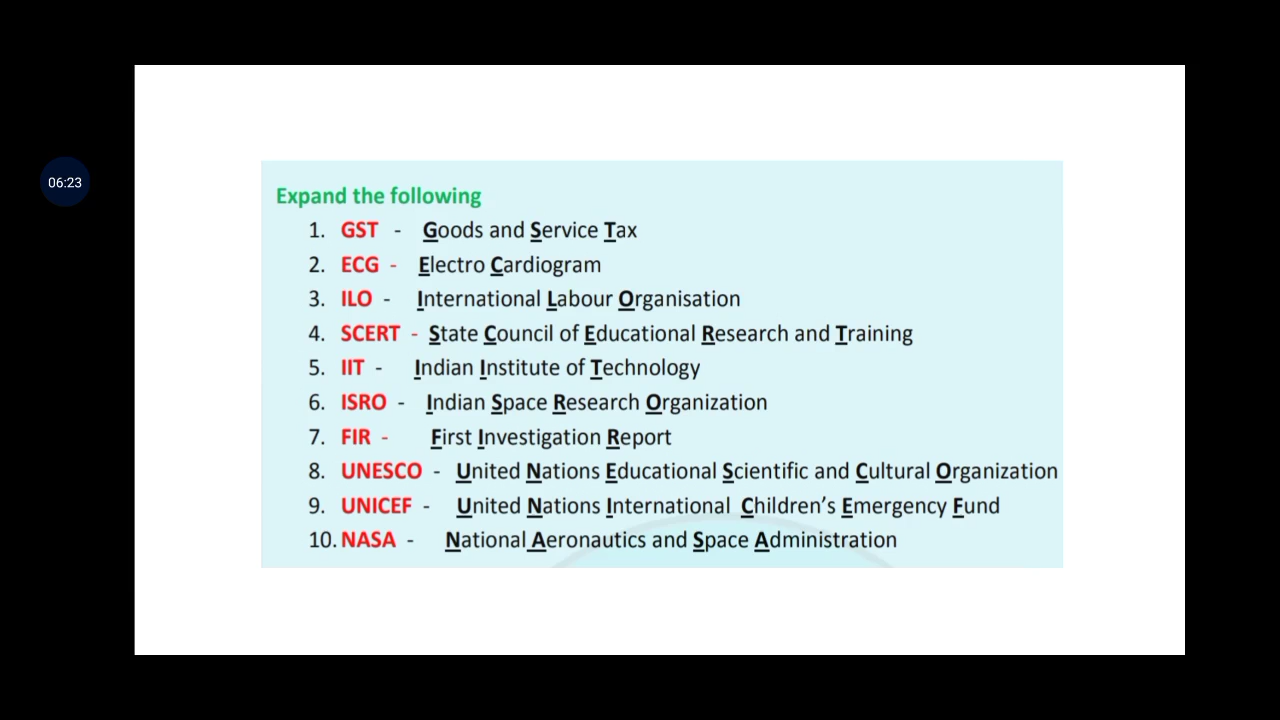 06:23
Expand the following
1. GST - Goods and Service Tax
2. ECG - Electro Cardiogram
3. ILO - International Labour Organisation
4. SCERT - State Council of Educational Research and Training
5. IIT - Indian Institute of Technology
6. ISRO - Indian Space Research Organization
7. FIR - First Investigation Report
8. UNESCO - United Nations Educational Scientific and Cultural Organization
9. UNICEF - United Nations International Children’s Emergency Fund
10. NASA - National Aeronautics and Space Administration